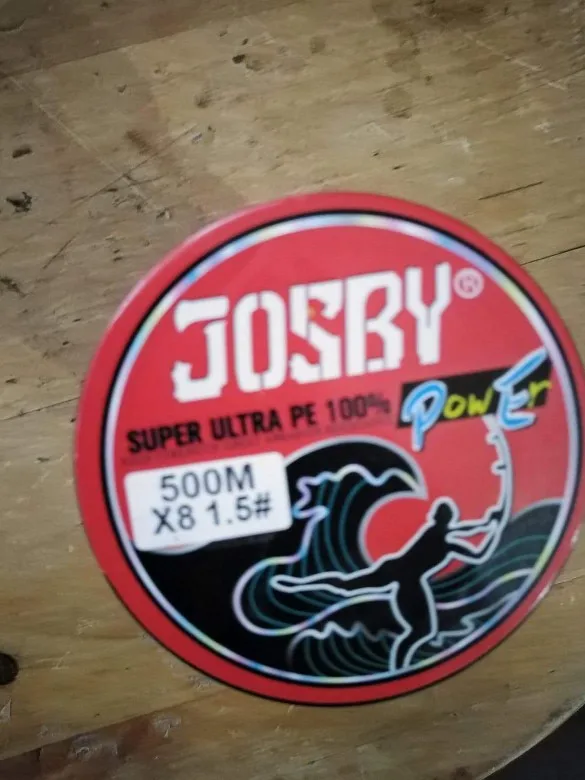 JOSBY®
PowEr
SUPER ULTRA PE 100%
500M
X8 1.5#